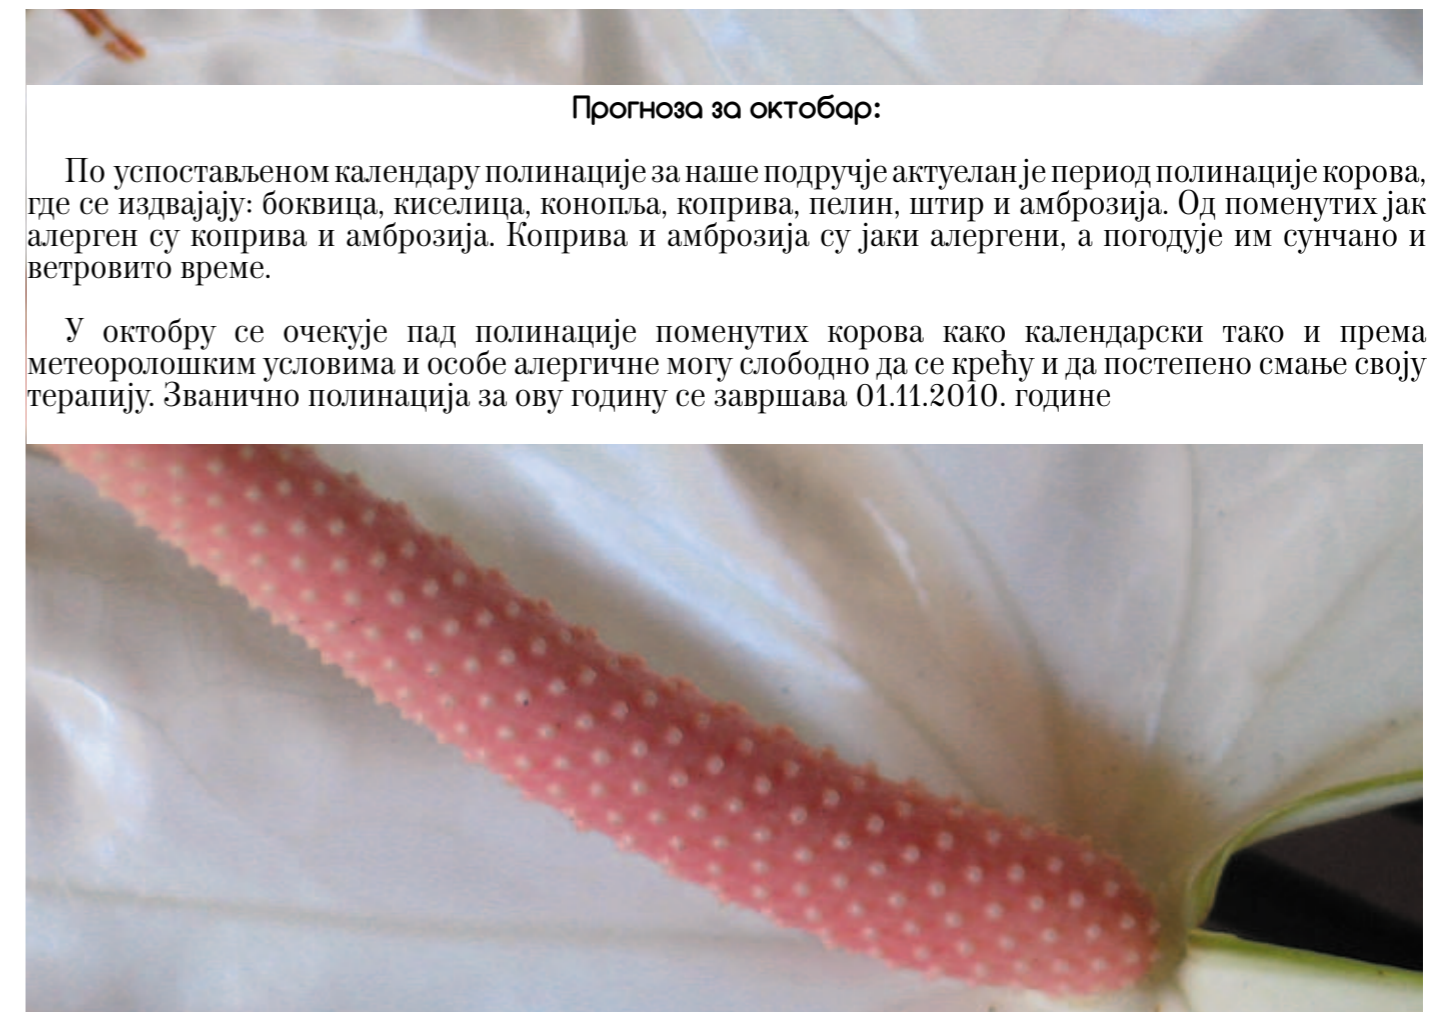 Прогноза за октобар:
По успостављеном календару полинације за наше подручје актуелан је период полинације корова,
где се издвајају: боквица, киселица, конопља, коприва, пелин, штир и амброзија. Од поменутих јак
алерген су коприва и амброзија. Коприва и амброзија су јаки алергени, а погодује им сунчано и
ветровито време.
У октобру се очекује пад полинације поменутих корова како календарски тако и према
метеоролошким условима и особе алергичне могу слободно да се крећу и да постепено смање своју
терапију. Званично полинација за ову годину се завршава 01.11.2010. године